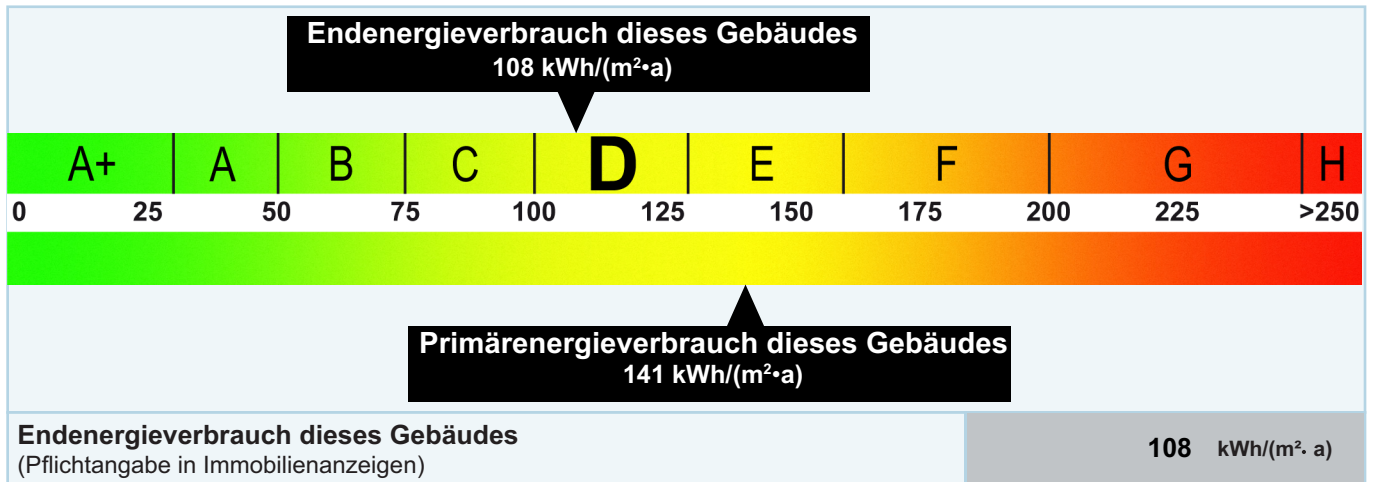 Endenergieverbrauch dieses Gebäudes
108 kWh/(m²•a)
A+ A B C D E F G H
0 25 50 75 100 125 150 175 200 225 >250
Primärenergieverbrauch dieses Gebäudes
141 kWh/(m²•a)
Endenergieverbrauch dieses Gebäudes
(Pflichtangabe in Immobilienanzeigen)
108 kWh/(m²· a)